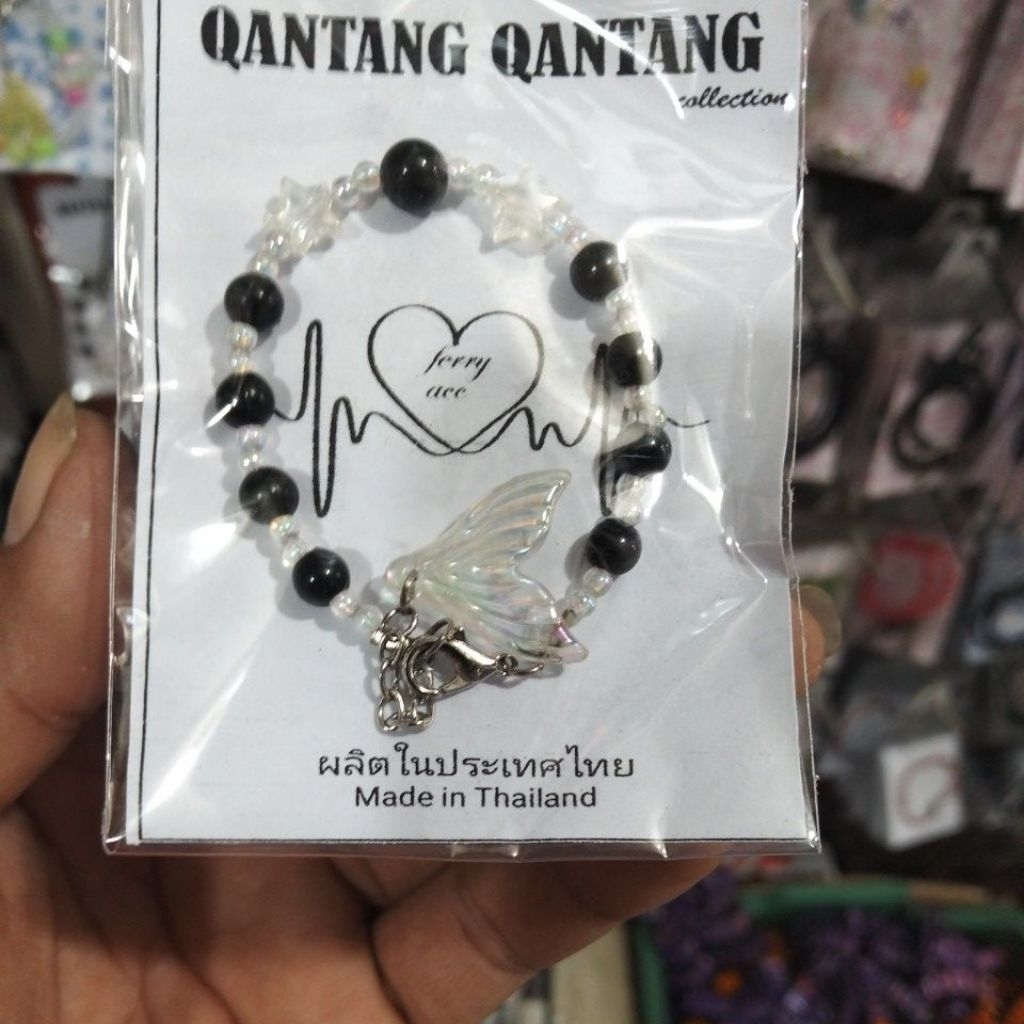 QANTANG QANTANG
collection
ferry
acc
ผลิตในประเทศไทย
Made in Thailand